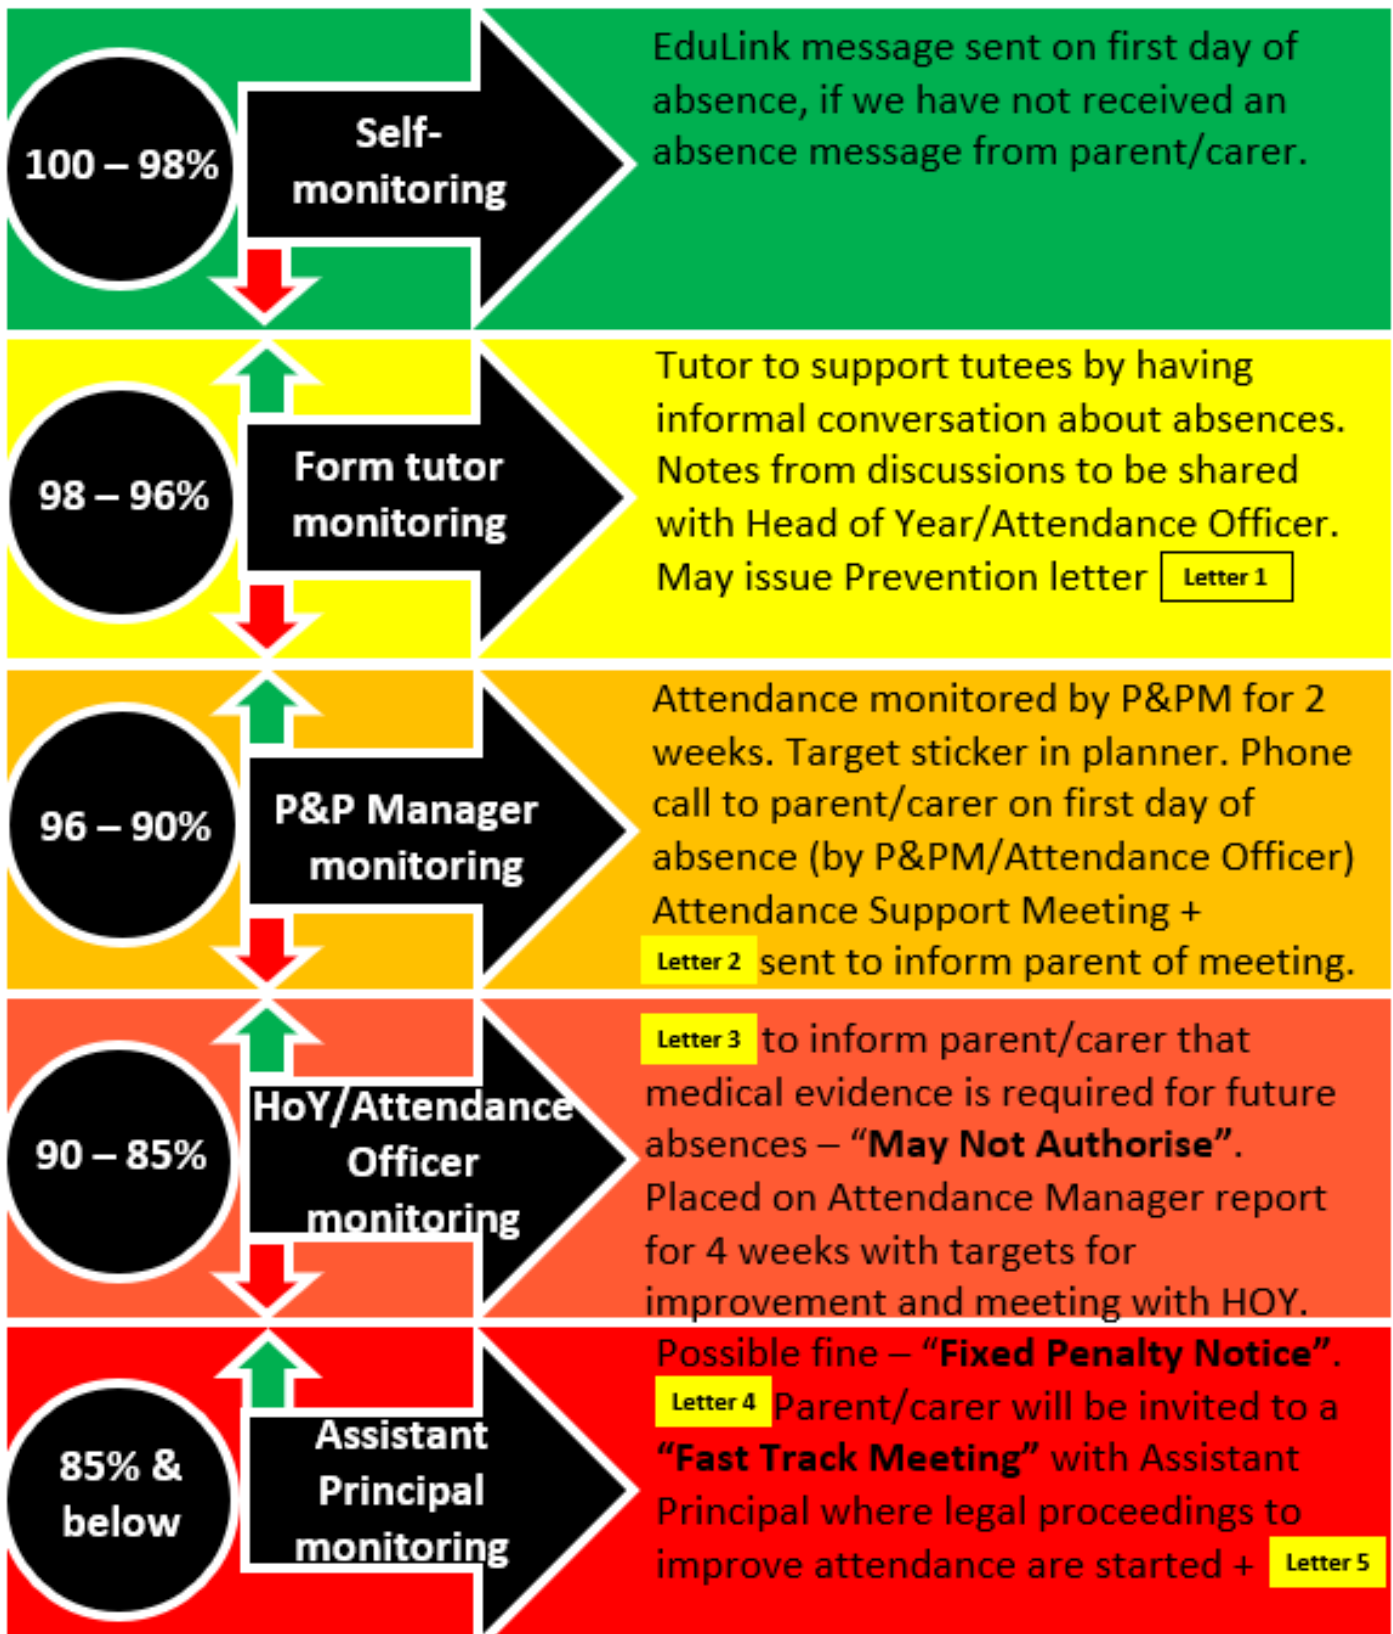 100 – 98%
Self-
monitoring
EduLink message sent on first day of
absence, if we have not received an
absence message from parent/carer.
98 – 96%
Form tutor
monitoring
Tutor to support tutees by having
informal conversation about absences.
Notes from discussions to be shared
with Head of Year/Attendance Officer.
May issue Prevention letter Letter 1
96 – 90%
P&P Manager
monitoring
Attendance monitored by P&PM for 2
weeks. Target sticker in planner. Phone
call to parent/carer on first day of
absence (by P&PM/Attendance Officer)
Attendance Support Meeting +
Letter 2 sent to inform parent of meeting.
90 – 85%
HoY/Attendance
Officer
monitoring
Letter 3 to inform parent/carer that
medical evidence is required for future
absences – “May Not Authorise”.
Placed on Attendance Manager report
for 4 weeks with targets for
improvement and meeting with HOY.
85% &
below
Assistant
Principal
monitoring
Possible fine – “Fixed Penalty Notice”.
Letter 4 Parent/carer will be invited to a
“Fast Track Meeting” with Assistant
Principal where legal proceedings to
improve attendance are started + Letter 5